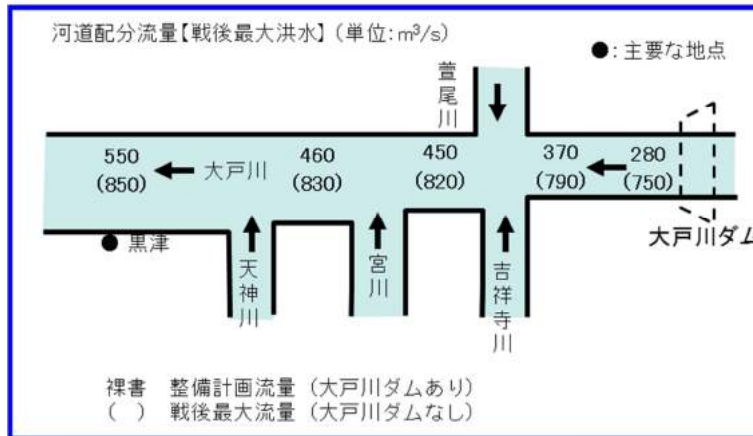 河道配分流量【戦後最大洪水】(単位:m³/s)
●:主要な地点
萱尾川
550
(850)
大戸川
460
(830)
450
(820)
370
(790)
280
(750)
大戸川ダム
● 黒津
天神川
宮川
吉祥寺川
裸書 整備計画流量(大戸川ダムあり)
( ) 戦後最大流量(大戸川ダムなし)